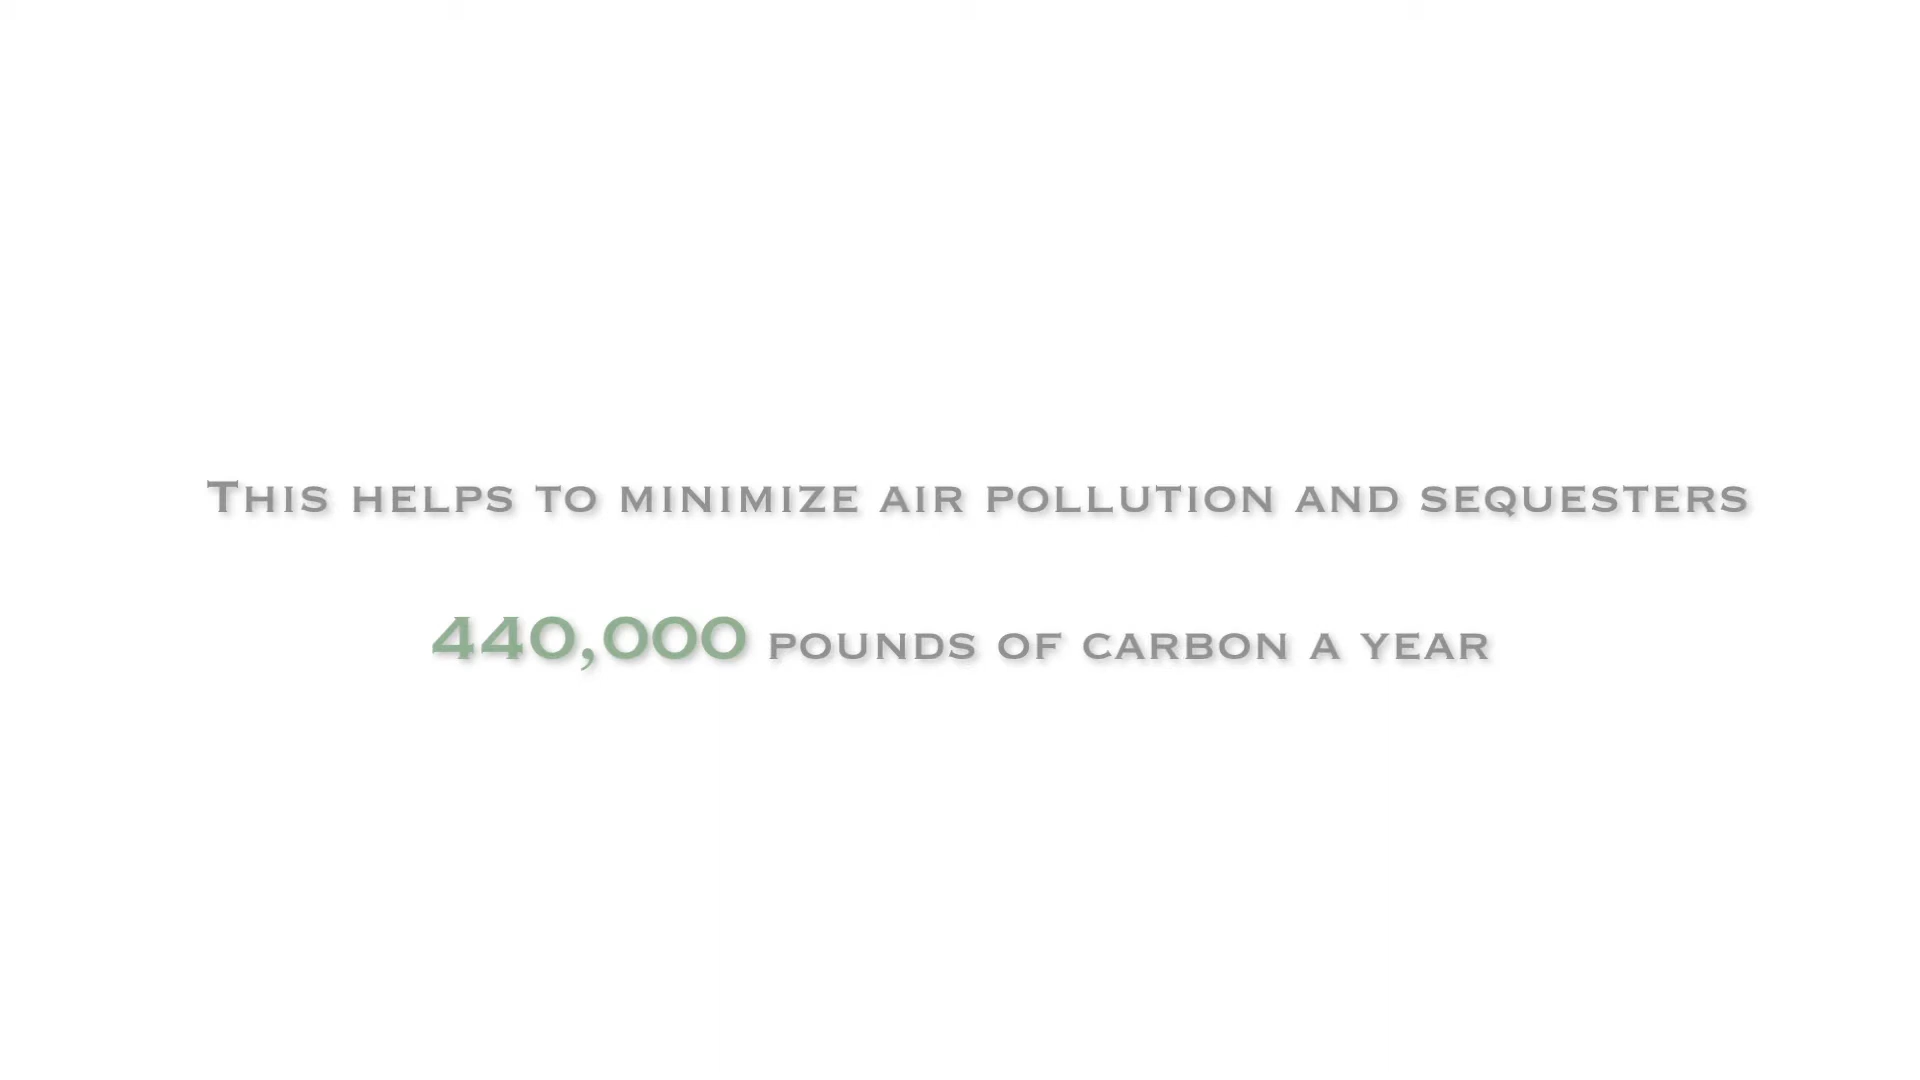 This helps to minimize air pollution and sequesters
440,000 pounds of carbon a year